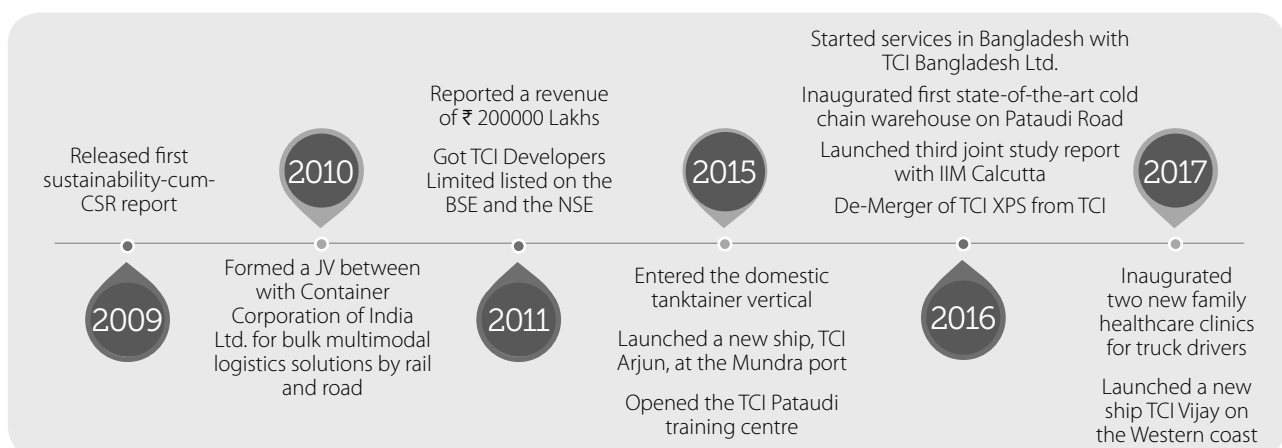 2009
Released first
sustainability-cum-
CSR report
2010
Formed a JV between
with Container
Corporation of India
Ltd. for bulk multimodal
logistics solutions by rail
and road
2011
Reported a revenue
of ₹ 200000 Lakhs
Got TCI Developers
Limited listed on the
BSE and the NSE
2015
Entered the domestic
tanktainer vertical
Launched a new ship, TCI
Arjun, at the Mundra port
Opened the TCI Pataudi
training centre
2016
Started services in Bangladesh with
TCI Bangladesh Ltd.
Inaugurated first state-of-the-art cold
chain warehouse on Pataudi Road
Launched third joint study report
with IIM Calcutta
De-Merger of TCI XPS from TCI
2017
Inaugurated
two new family
healthcare clinics
for truck drivers
Launched a new
ship TCI Vijay on
the Western coast